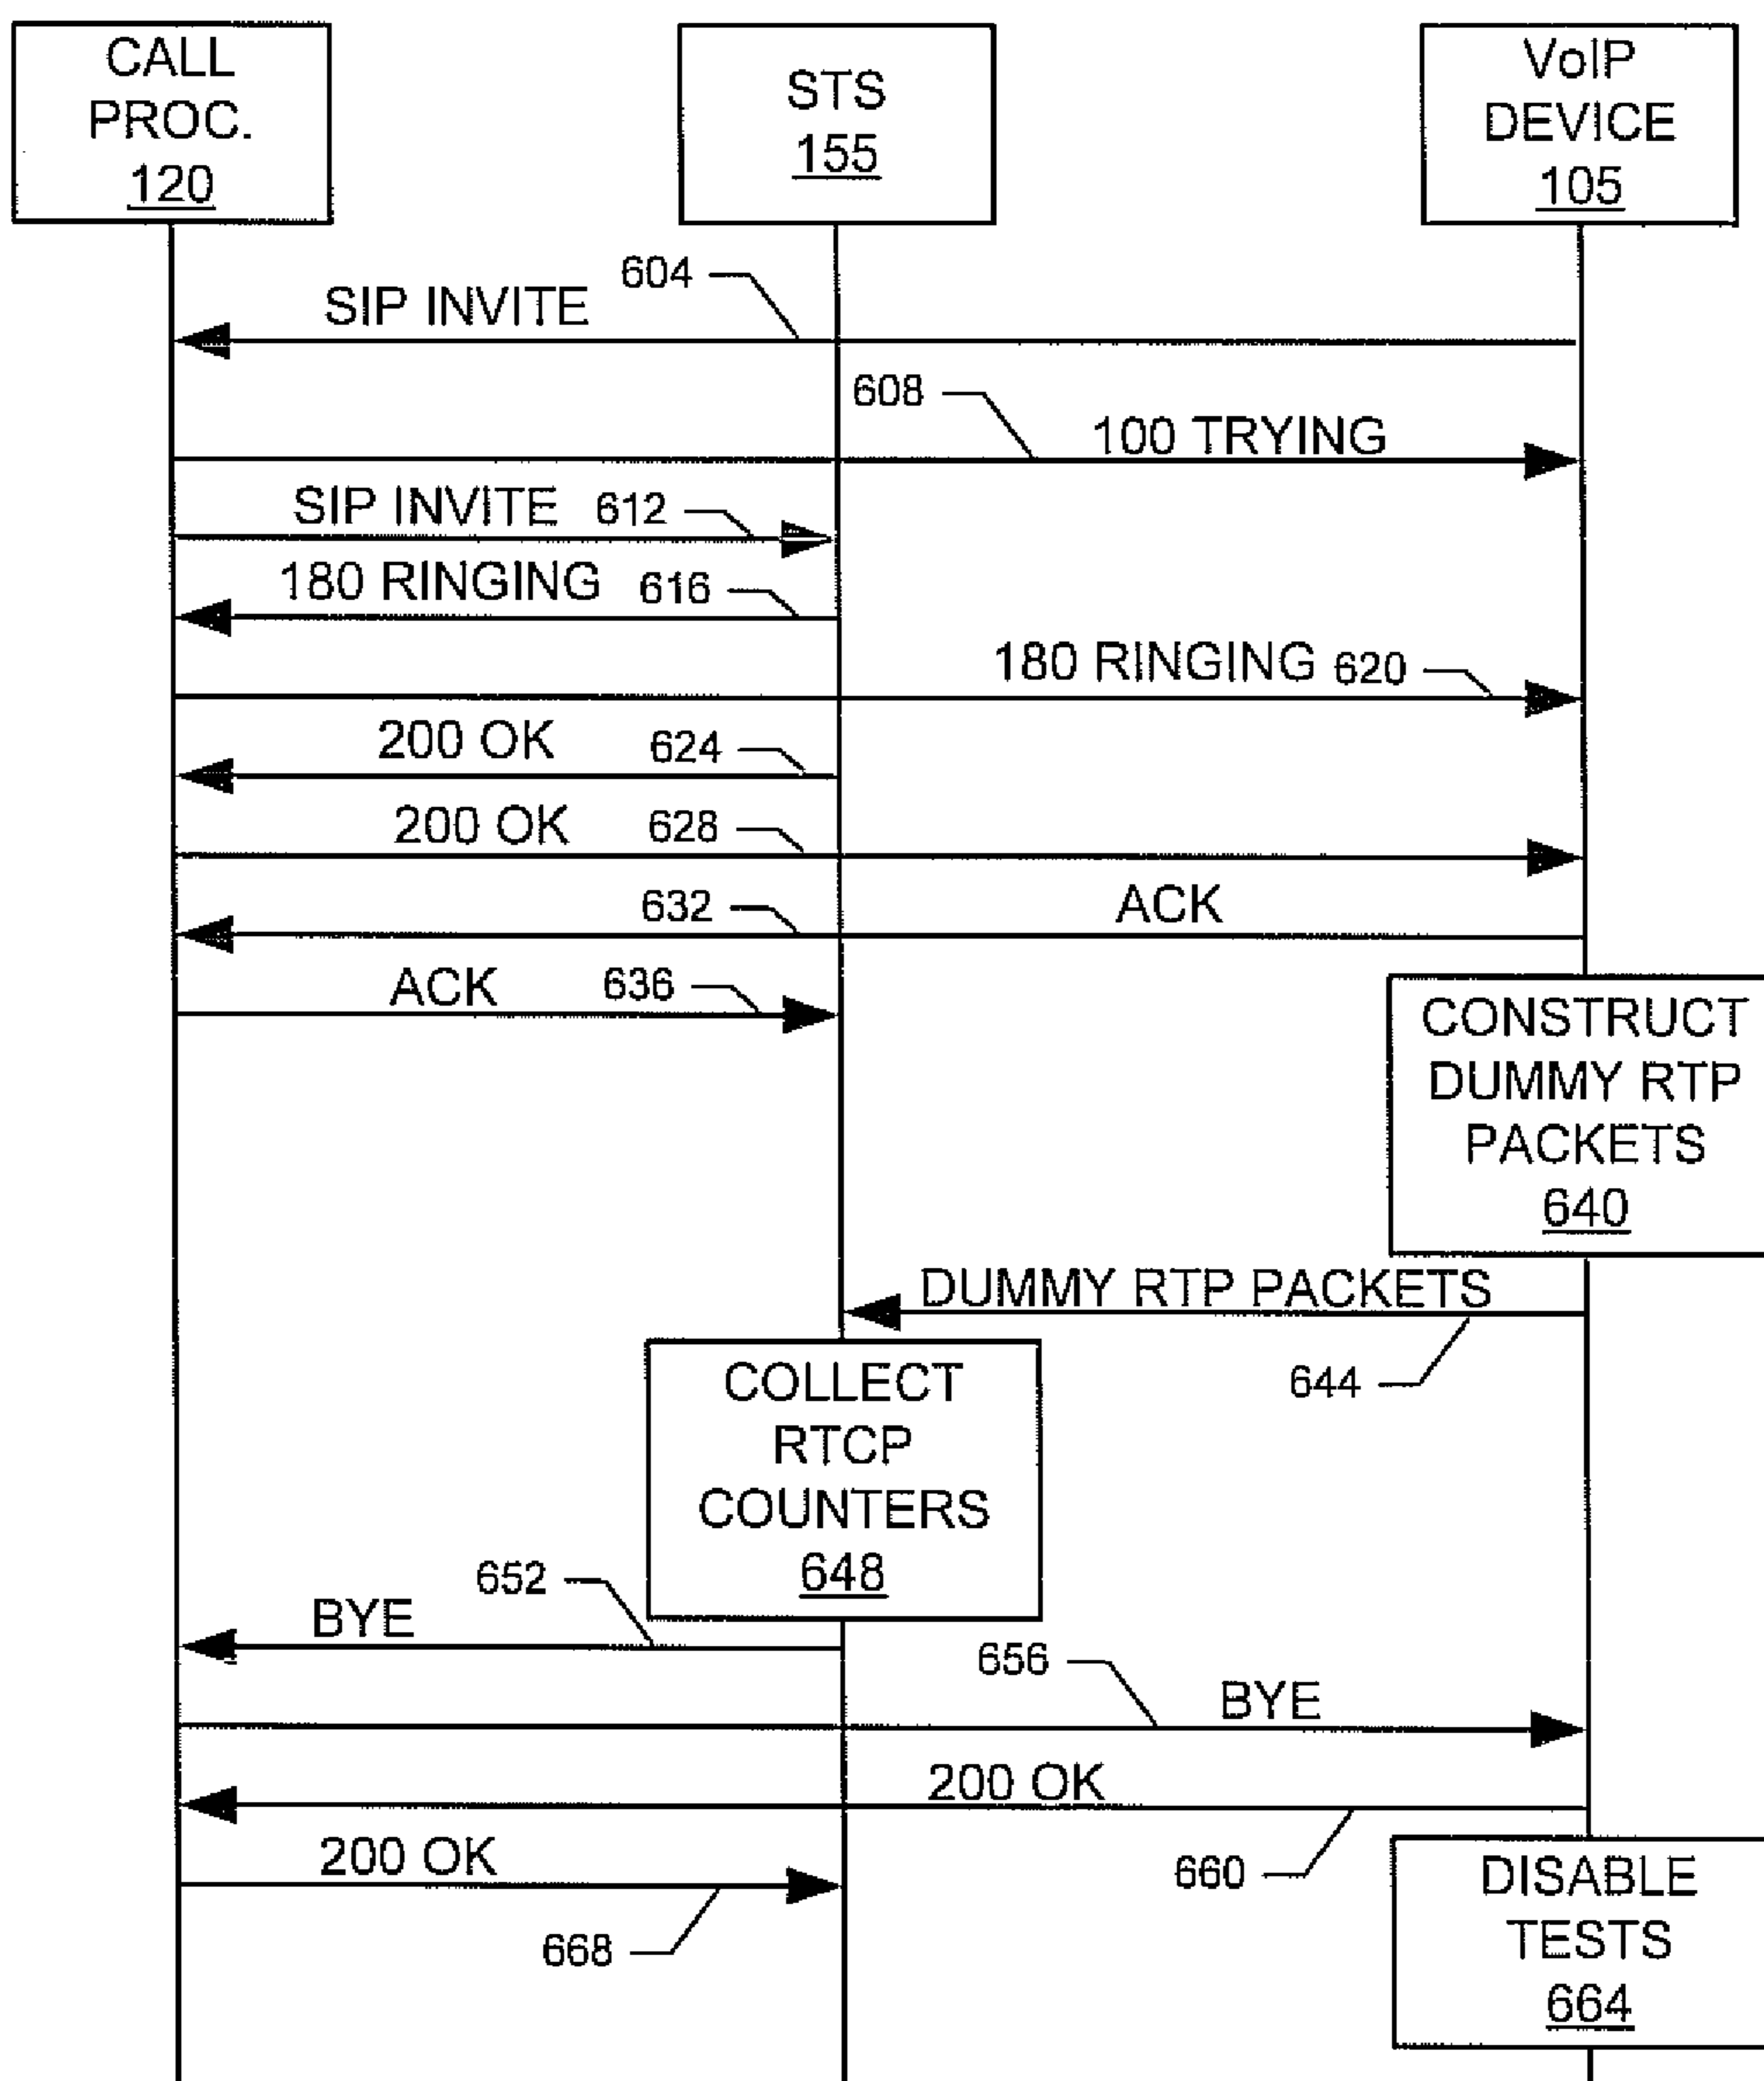 CALL
PROC.
120
STS
155
VoIP
DEVICE
105
604
SIP INVITE
608
100 TRYING
SIP INVITE 612
180 RINGING 616
180 RINGING 620
200 OK 624
200 OK 628
632 ACK
ACK 636
CONSTRUCT
DUMMY RTP
PACKETS
640
DUMMY RTP PACKETS
644
COLLECT
RTCP
COUNTERS
648
652
BYE
656
BYE
200 OK
660
200 OK
668
DISABLE
TESTS
664